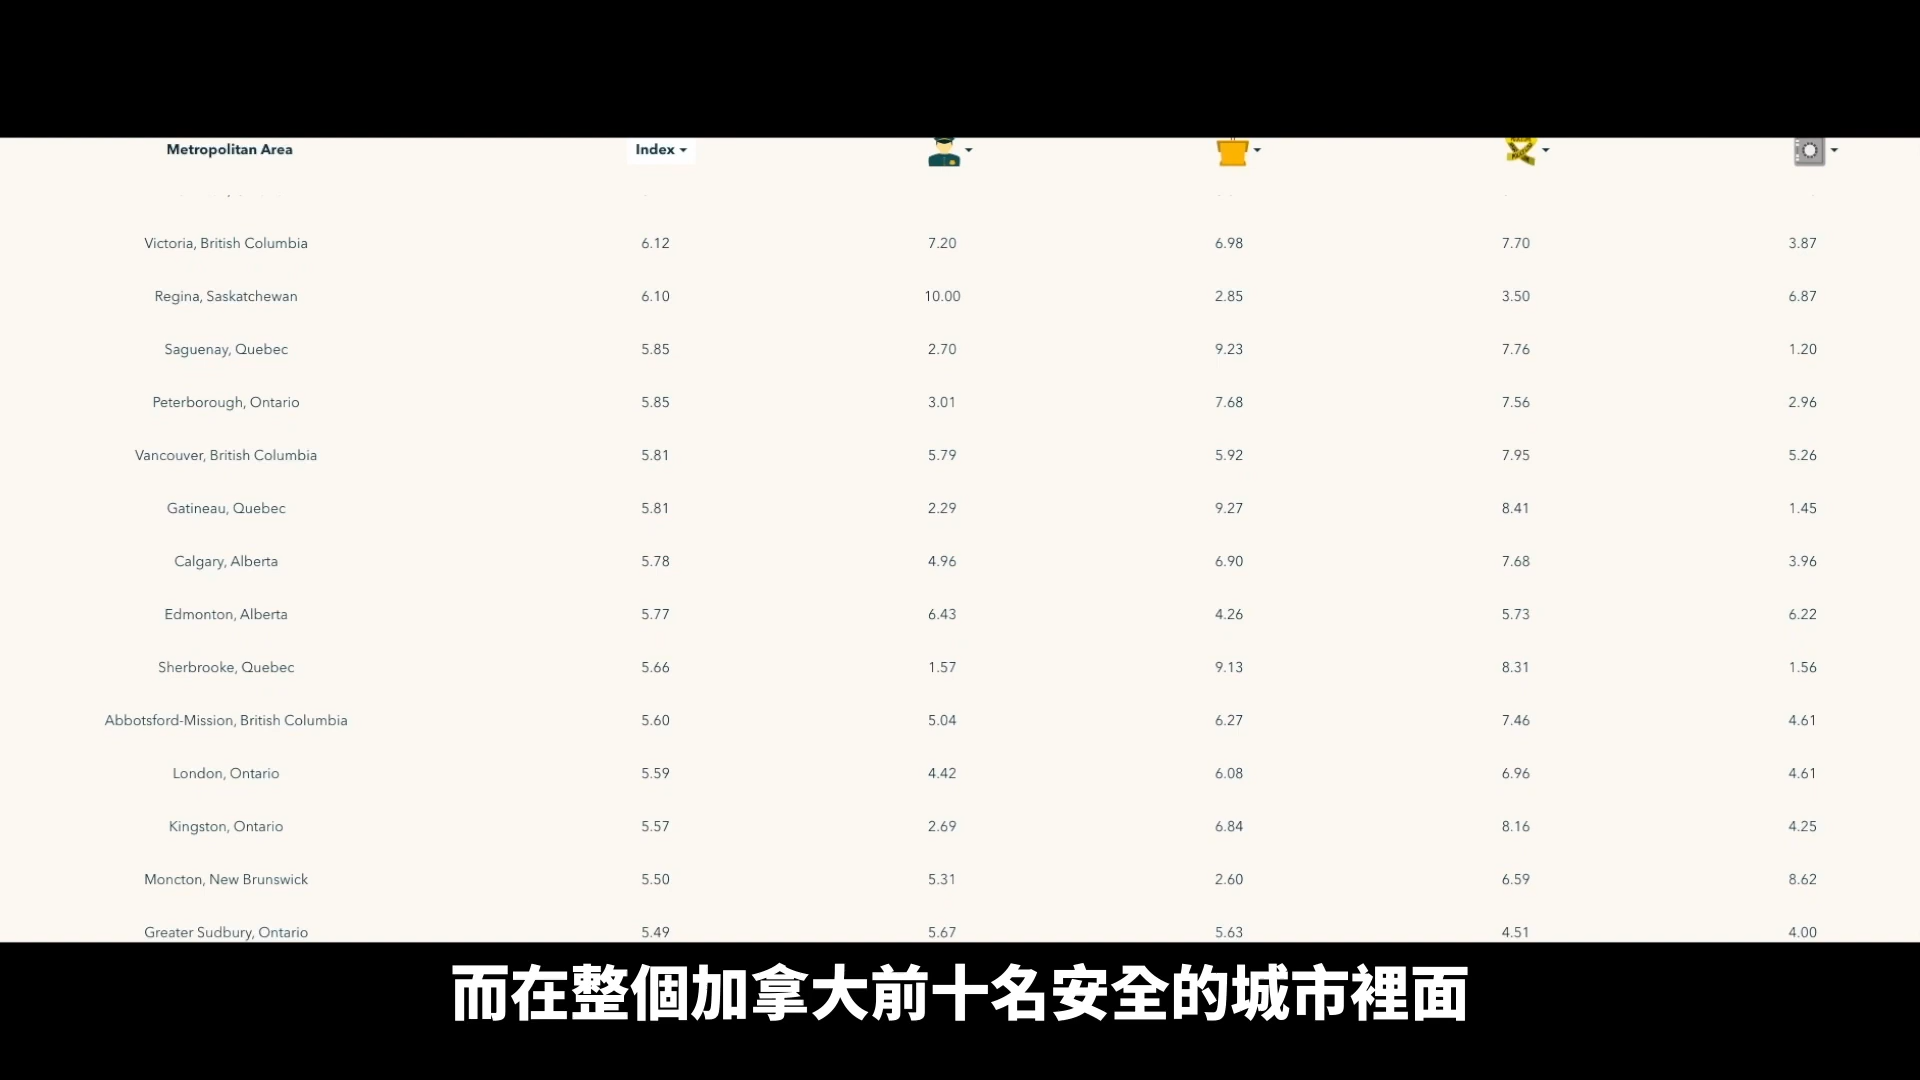 Metropolitan Area Index
Victoria, British Columbia 6.12 7.20 6.98 7.70 3.87
Regina, Saskatchewan 6.10 10.00 2.85 3.50 6.87
Saguenay, Quebec 5.85 2.70 9.23 7.76 1.20
Peterborough, Ontario 5.85 3.01 7.68 7.56 2.96
Vancouver, British Columbia 5.81 5.79 5.92 7.95 5.26
Gatineau, Quebec 5.81 2.29 9.27 8.41 1.45
Calgary, Alberta 5.78 4.96 6.90 7.68 3.96
Edmonton, Alberta 5.77 6.43 4.26 5.73 6.22
Sherbrooke, Quebec 5.66 1.57 9.13 8.31 1.56
Abbotsford-Mission, British Columbia 5.60 5.04 6.27 7.46 4.61
London, Ontario 5.59 4.42 6.08 6.96 4.61
Kingston, Ontario 5.57 2.69 6.84 8.16 4.25
Moncton, New Brunswick 5.50 5.31 2.60 6.59 8.62
Greater Sudbury, Ontario 5.49 5.67 5.63 4.51 4.00
而在整個加拿大前十名安全的城市裡面